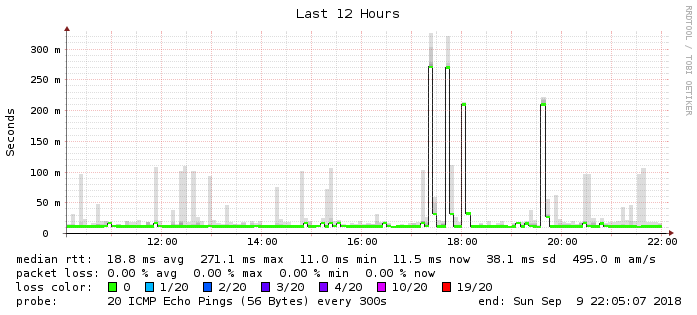 Last 12 Hours
RRDTOOL / TOBI OETIKER
Seconds
300 m
250 m
200 m
150 m
100 m
50 m
0
12:00 14:00 16:00 18:00 20:00 22:00
median rtt: 18.8 ms avg 271.1 ms max 11.0 ms min 11.5 ms now 38.1 ms sd 495.0 m am/s
packet loss: 0.00 % avg 0.00 % max 0.00 % min 0.00 % now
loss color: 0 1/20 2/20 3/20 4/20 10/20 19/20
probe: 20 ICMP Echo Pings (56 Bytes) every 300s end: Sun Sep 9 22:05:07 2018